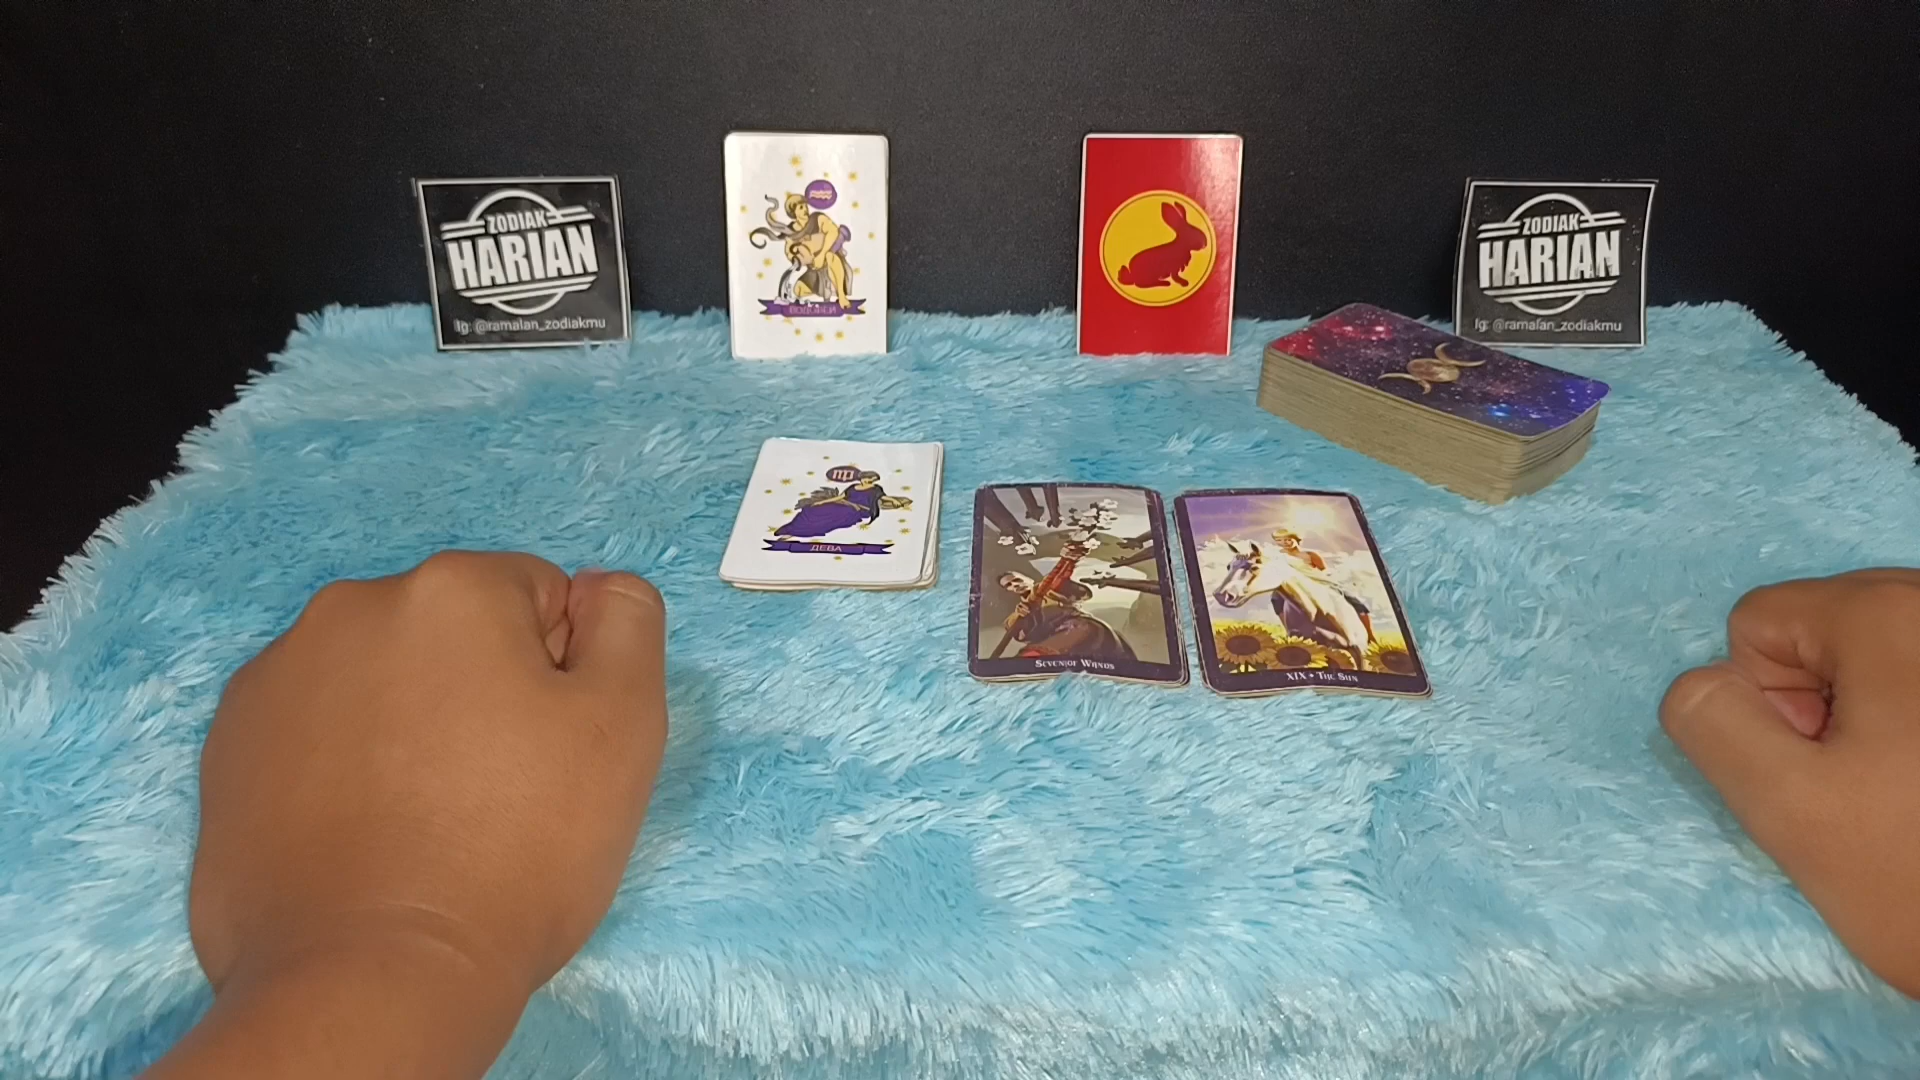 ZODIAK
HARIAN
Ig: @ramalan_zodiakmu
ВОДОЛЕЙ
ZODIAK
HARIAN
Ig: @ramalan_zodiakmu
ДЕВА
SEVEN OF WANDS
XIX • THE SUN